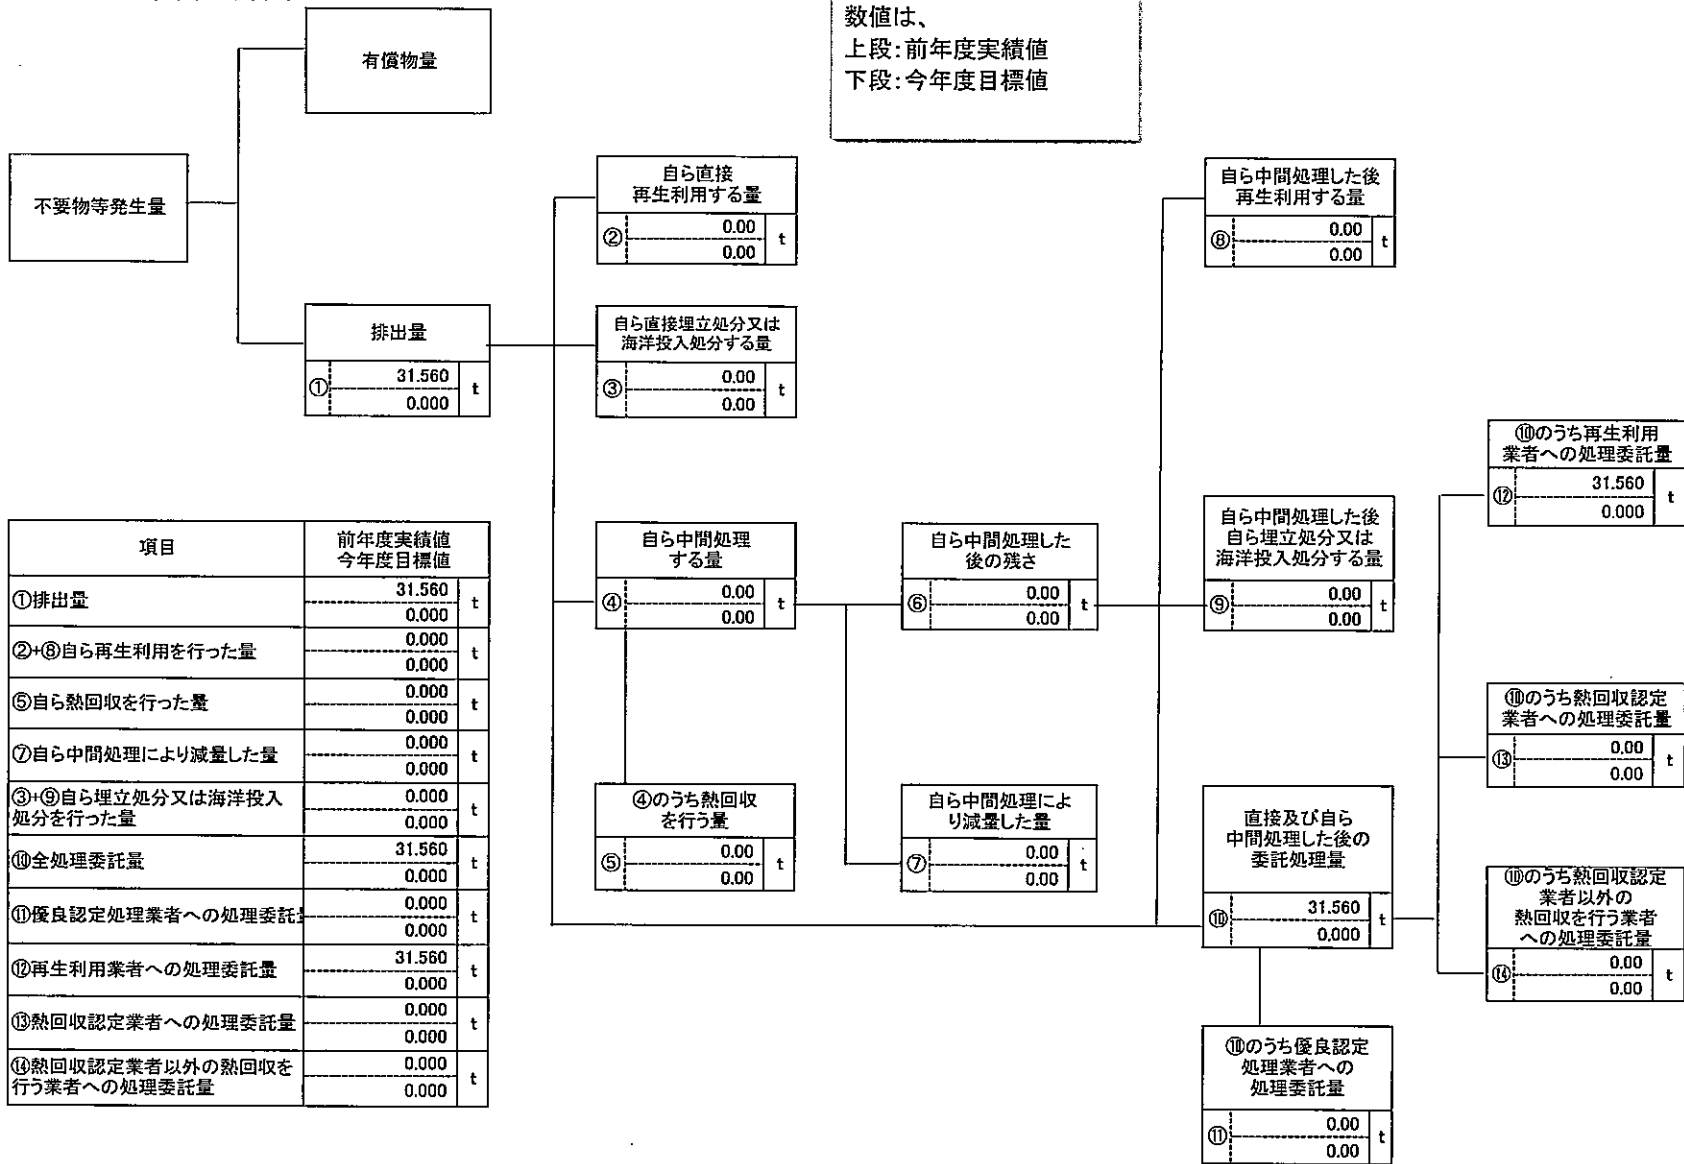 数値は、
上段:前年度実績値
下段:今年度目標値
有償物量
不要物等発生量
排出量
① 31.560 t
0.000
自ら直接
再生利用する量
② 0.00 t
0.00
自ら直接埋立処分又は
海洋投入処分する量
③ 0.00 t
0.00
自ら中間処理
する量
④ 0.00 t
0.00
④のうち熱回収
を行う量
⑤ 0.00 t
0.00
自ら中間処理した
後の残さ
⑥ 0.00 t
0.00
自ら中間処理によ
り減量した量
⑦ 0.00 t
0.00
自ら中間処理した後
再生利用する量
⑧ 0.00 t
0.00
自ら中間処理した後
自ら埋立処分又は
海洋投入処分する量
⑨ 0.00 t
0.00
直接及び自ら
中間処理した後の
委託処理量
⑩ 31.560 t
0.000
⑩のうち優良認定
処理業者への
処理委託量
⑪ 0.00 t
0.00
⑩のうち再生利用
業者への処理委託量
⑫ 31.560 t
0.000
⑩のうち熱回収認定
業者への処理委託量
⑬ 0.00 t
0.00
⑩のうち熱回収認定
業者以外の
熱回収を行う業者
への処理委託量
⑭ 0.00 t
0.00
項目 前年度実績値
今年度目標値
①排出量 31.560 t
0.000
②+⑧自ら再生利用を行った量 0.000 t
0.000
⑤自ら熱回収を行った量 0.000 t
0.000
⑦自ら中間処理により減量した量 0.000 t
0.000
③+⑨自ら埋立処分又は海洋投入
処分を行った量 0.000 t
0.000
⑩全処理委託量 31.560 t
0.000
⑪優良認定処理業者への処理委託 0.000 t
0.000
⑫再生利用業者への処理委託量 31.560 t
0.000
⑬熱回収認定業者への処理委託量 0.000 t
0.000
⑭熱回収認定業者以外の熱回収を
行う業者への処理委託量 0.000 t
0.000